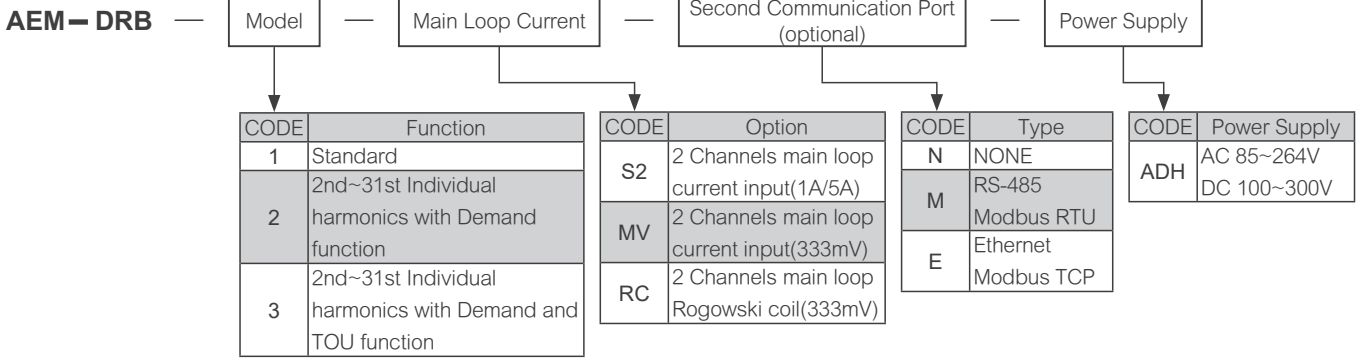 AEM－DRB — Model — Main Loop Current — Second Communication Port — Power Supply
(optional)
CODE Function
1 Standard
2nd~31st Individual
2 harmonics with Demand
function
2nd~31st Individual
3 harmonics with Demand and
TOU function
CODE Option
S2 2 Channels main loop
current input(1A/5A)
MV 2 Channels main loop
current input(333mV)
RC 2 Channels main loop
Rogowski coil(333mV)
CODE Type
N NONE
M RS-485
Modbus RTU
E Ethernet
Modbus TCP
CODE Power Supply
ADH AC 85~264V
DC 100~300V